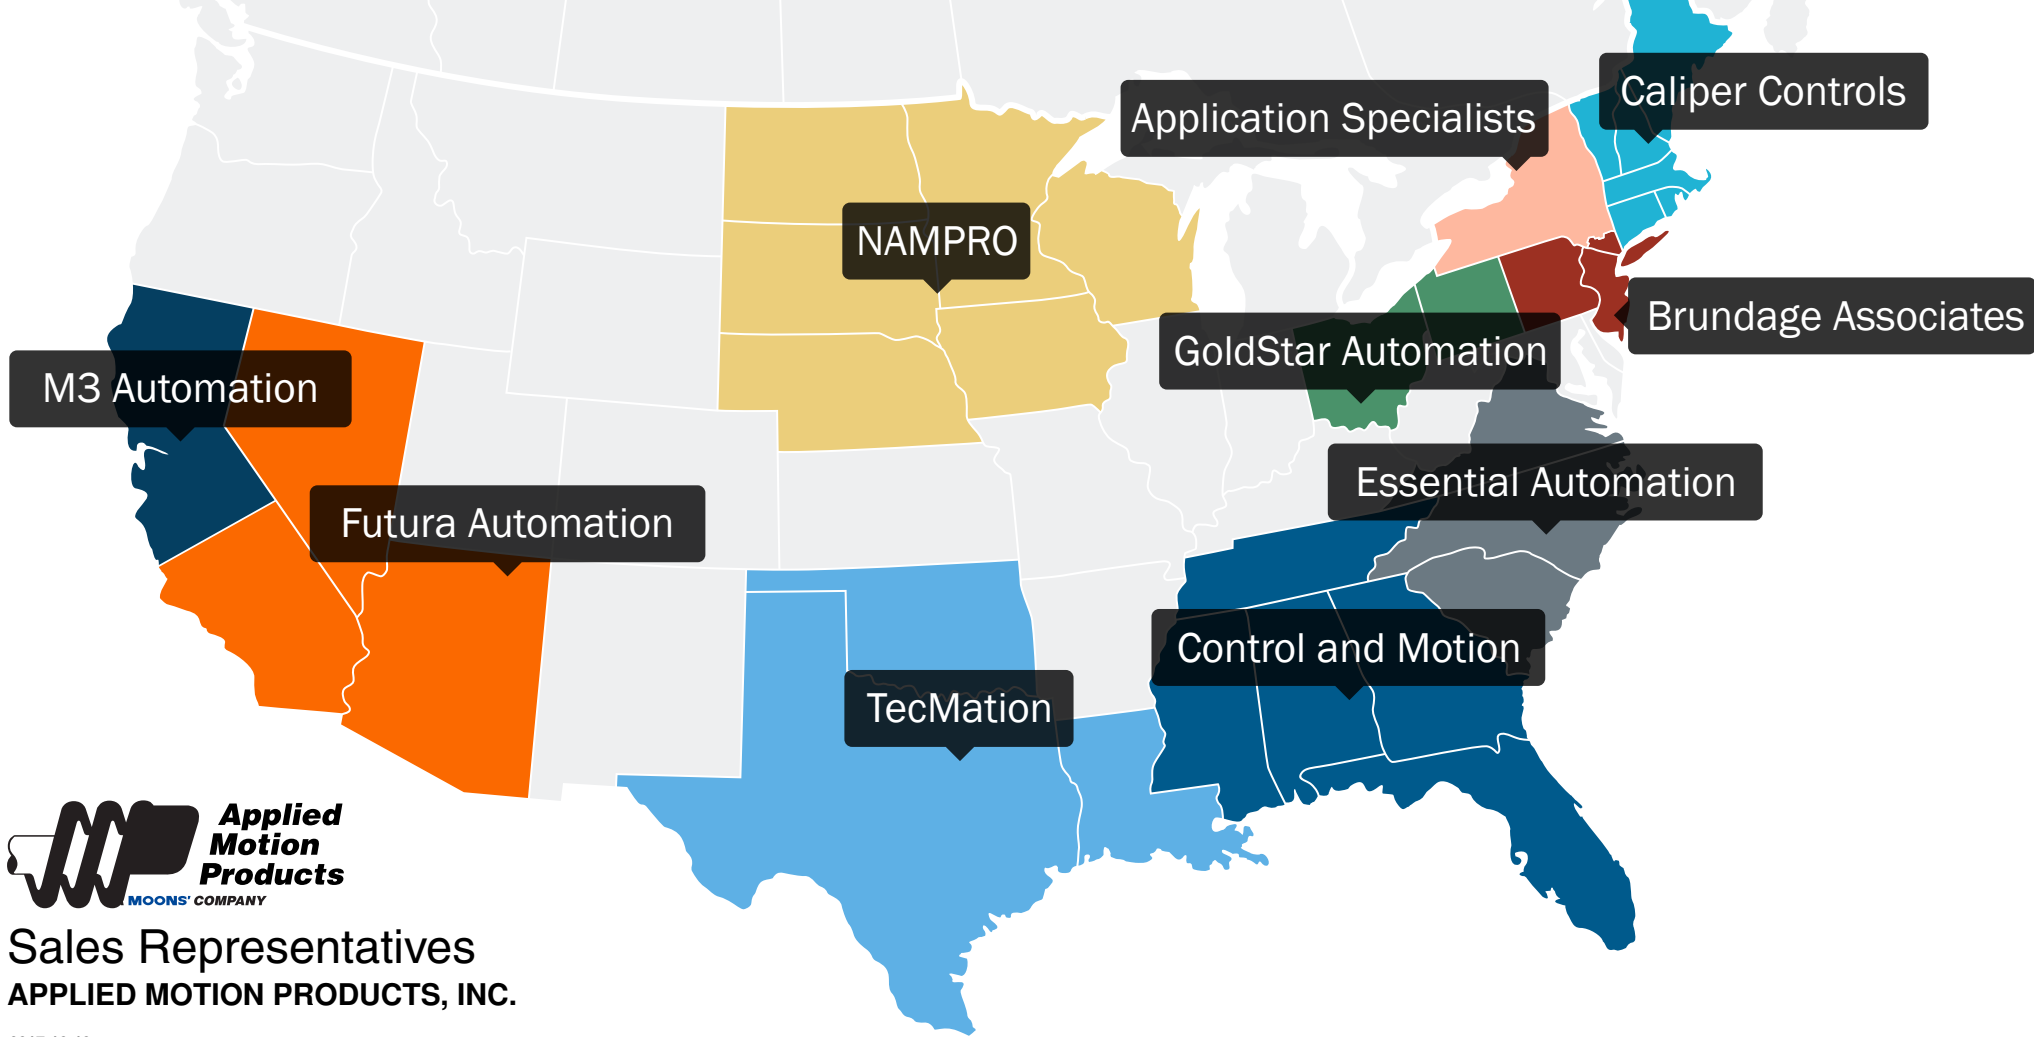 Caliper Controls
Application Specialists
NAMPRO
Brundage Associates
GoldStar Automation
M3 Automation
Essential Automation
Futura Automation
Control and Motion
TecMation
Applied
Motion
Products
MOONS' COMPANY
Sales Representatives
APPLIED MOTION PRODUCTS, INC.